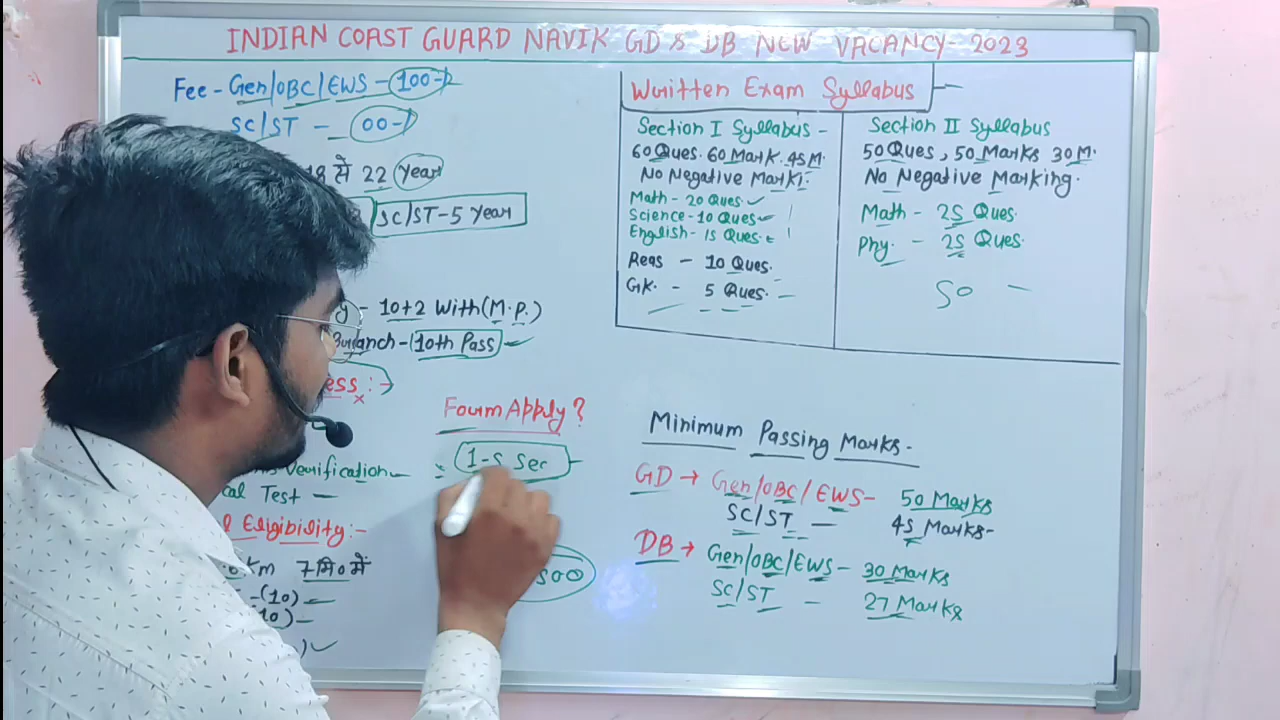 INDIAN COAST GUARD NAVIK GD & DB NEW VACANCY- 2023
Fee - Gen/OBC/EWS - 100-/
SC/ST - 00-/
18 से 22 year
SC/ST-5 year
y - 10+2 with (M.P.)
Branch - 10th Pass
ess :-
Verification
cal Test -
l Eligibility:-
Km 7 मि० में
- (10) -
(10) -
Foum Apply ?
1-5 Sec
500
Wuritten Exam Syllabus
Section I Syllabus -
60 Ques. 60 Mark. 45 M.
No Negative Marki.
Math - 20 Ques.
Science - 10 Ques
English - 15 Ques.
Reas - 10 Ques.
GK. - 5 Ques. -
Section II Syllabus
50 Ques, 50 Marks 30 M.
No Negative Marking.
Math - 25 Ques.
Phy. - 25 Ques.
50 -
Minimum Passing Marks.
GD → Gen/OBC/EWS- 50 Marks
SC/ST - 45 Marks-
DB → Gen/OBC/EWS - 30 Marks
SC/ST - 27 Marks